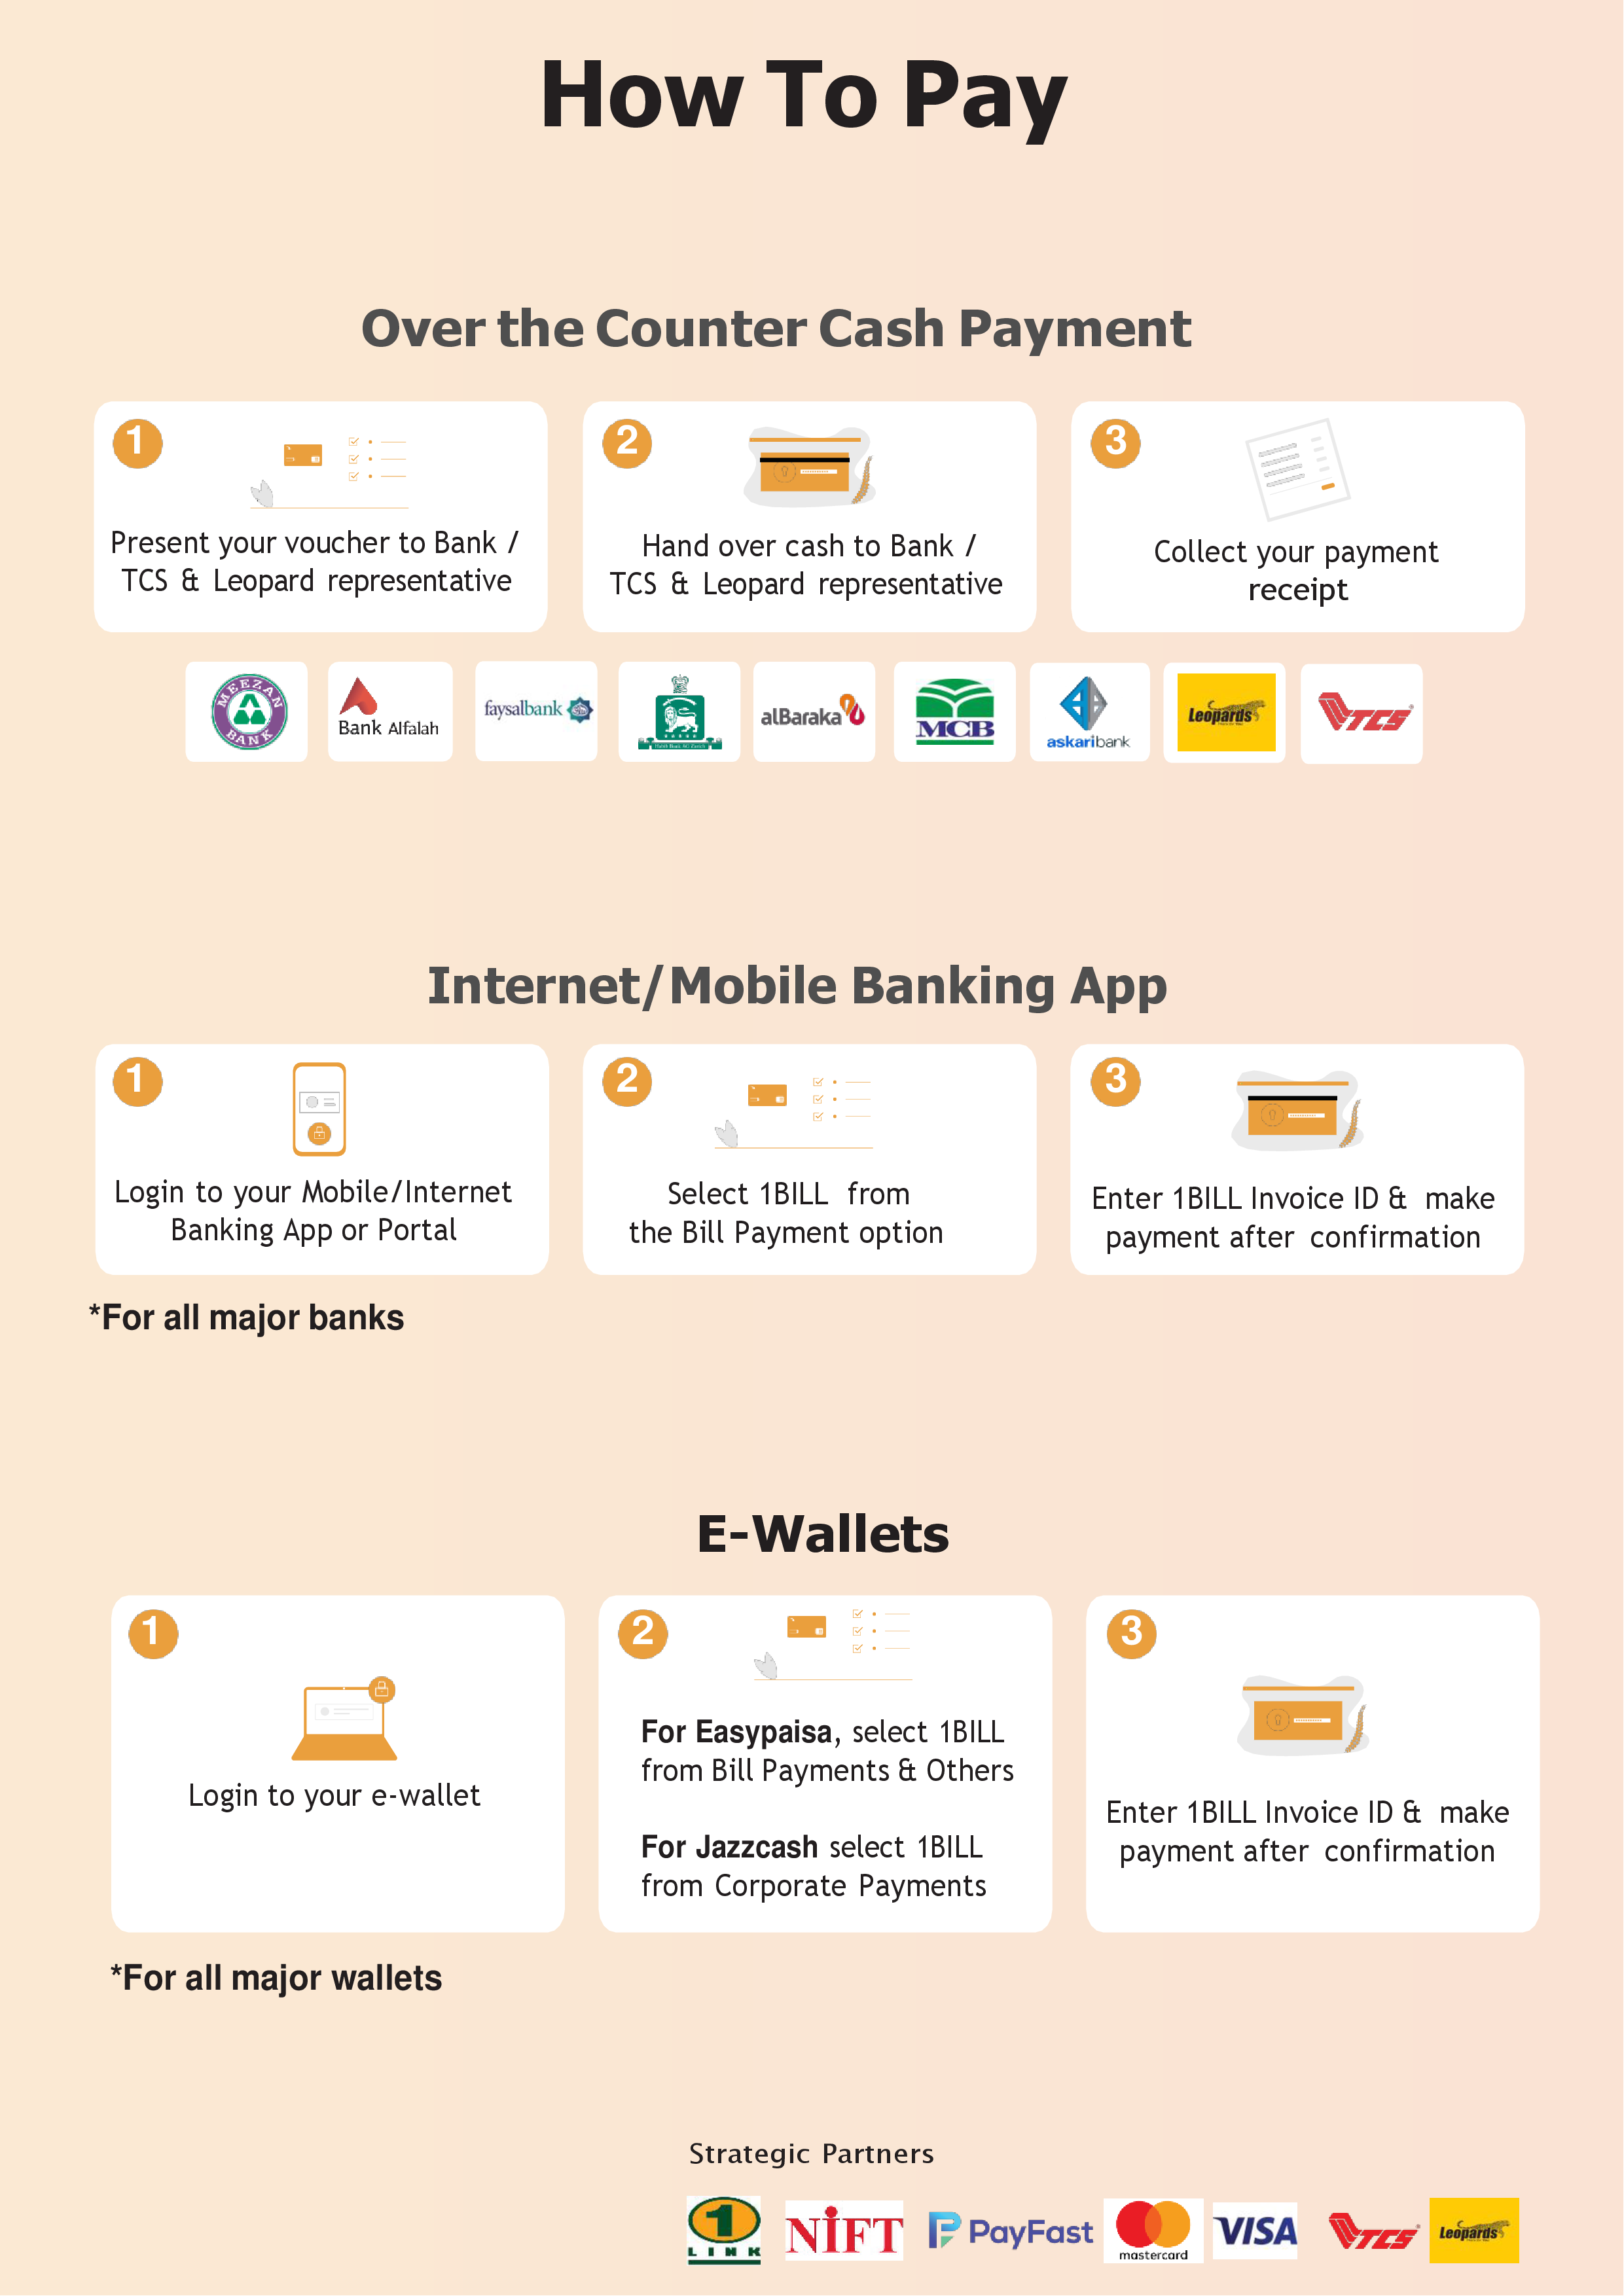 How To Pay
Over the Counter Cash Payment
1
Present your voucher to Bank /
TCS & Leopard representative
2
Hand over cash to Bank /
TCS & Leopard representative
3
Collect your payment
receipt
MEEZAN BANK
Bank Alfalah
faysalbank
Habib Bank AG Zurich
alBaraka
MCB
askaribank
Leopards
TCS
Internet/Mobile Banking App
1
Login to your Mobile/Internet
Banking App or Portal
2
Select 1BILL from
the Bill Payment option
3
Enter 1BILL Invoice ID & make
payment after confirmation
*For all major banks
E-Wallets
1
Login to your e-wallet
2
For Easypaisa, select 1BILL
from Bill Payments & Others
For Jazzcash select 1BILL
from Corporate Payments
3
Enter 1BILL Invoice ID & make
payment after confirmation
*For all major wallets
Strategic Partners
1 LINK
NIFT
PayFast
mastercard
VISA
TCS
Leopards